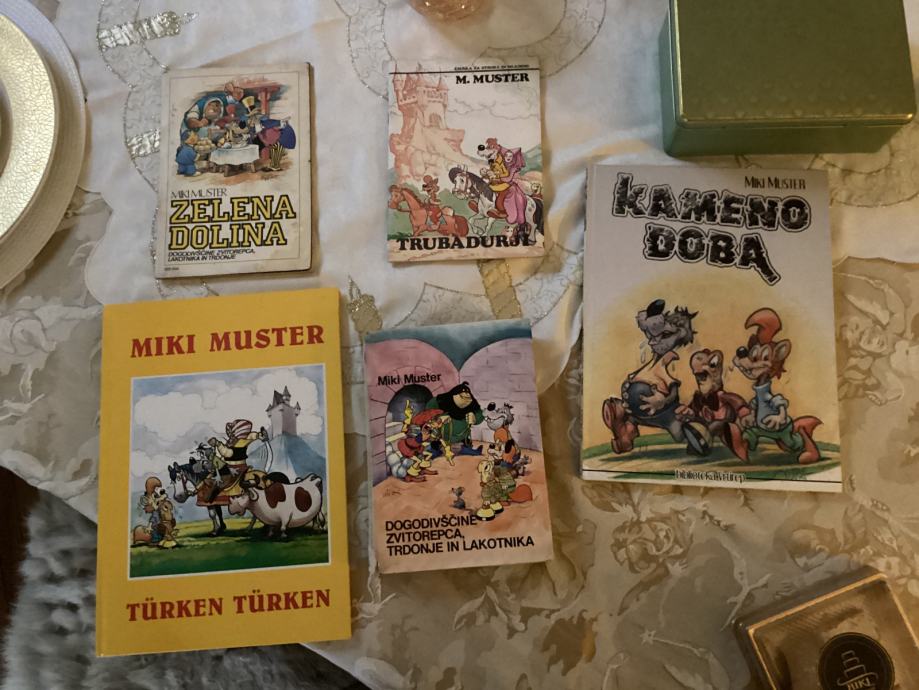 MIKI MUSTER
ZELENA
DOLINA
DOGODIVŠČINE ZVITOREPCA,
LAKOTNIKA IN TRDONJE
M. MUSTER
TRUBADURJI
MIKI MUSTER
KAMENO
DOBA
MIKI MUSTER
TÜRKEN TÜRKEN
Miki Muster
DOGODIVŠČINE
ZVITOREPCA,
TRDONJE IN LAKOTNIKA